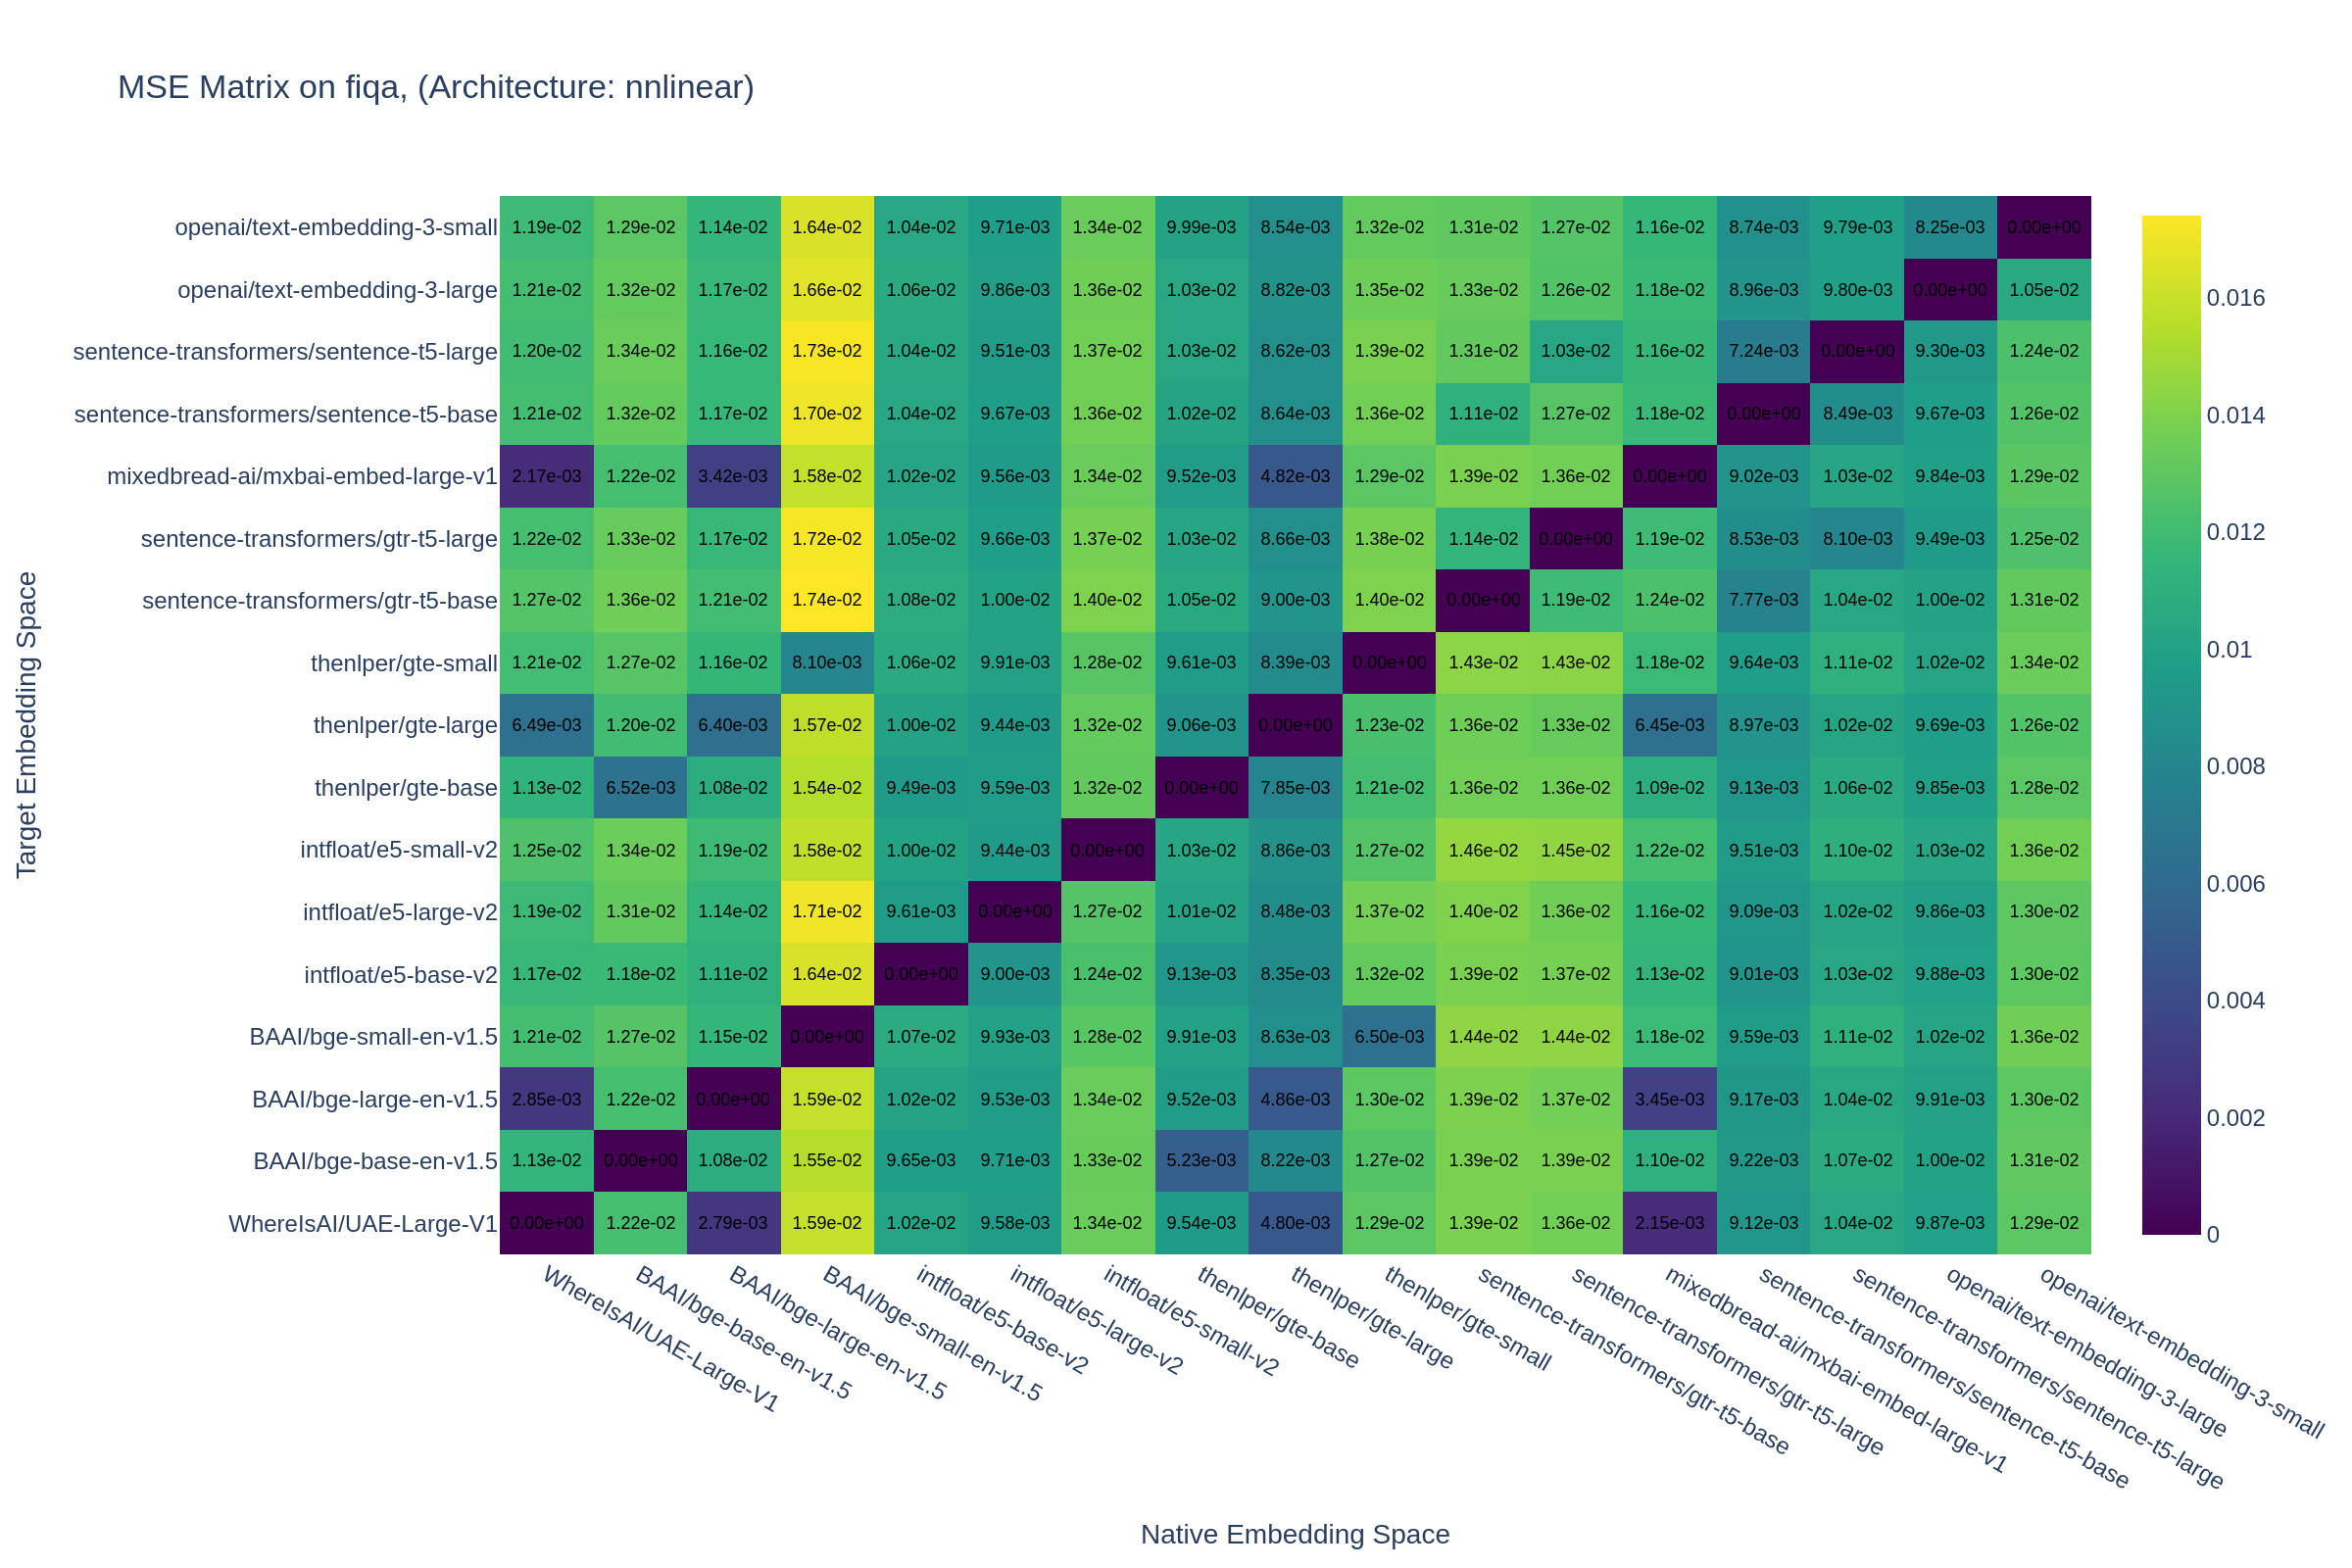 MSE Matrix on fiqa, (Architecture: nnlinear)
openai/text-embedding-3-small 1.19e-02 1.29e-02 1.14e-02 1.64e-02 1.04e-02 9.71e-03 1.34e-02 9.99e-03 8.54e-03 1.32e-02 1.31e-02 1.27e-02 1.16e-02 8.74e-03 9.79e-03 8.25e-03 0.00e+00
openai/text-embedding-3-large 1.21e-02 1.32e-02 1.17e-02 1.66e-02 1.06e-02 9.86e-03 1.36e-02 1.03e-02 8.82e-03 1.35e-02 1.33e-02 1.26e-02 1.18e-02 8.96e-03 9.80e-03 0.00e+00 1.05e-02
sentence-transformers/sentence-t5-large 1.20e-02 1.34e-02 1.16e-02 1.73e-02 1.04e-02 9.51e-03 1.37e-02 1.03e-02 8.62e-03 1.39e-02 1.31e-02 1.03e-02 1.16e-02 7.24e-03 0.00e+00 9.30e-03 1.24e-02
sentence-transformers/sentence-t5-base 1.21e-02 1.32e-02 1.17e-02 1.70e-02 1.04e-02 9.67e-03 1.36e-02 1.02e-02 8.64e-03 1.36e-02 1.11e-02 1.27e-02 1.18e-02 0.00e+00 8.49e-03 9.67e-03 1.26e-02
mixedbread-ai/mxbai-embed-large-v1 2.17e-03 1.22e-02 3.42e-03 1.58e-02 1.02e-02 9.56e-03 1.34e-02 9.52e-03 4.82e-03 1.29e-02 1.39e-02 1.36e-02 0.00e+00 9.02e-03 1.03e-02 9.84e-03 1.29e-02
sentence-transformers/gtr-t5-large 1.22e-02 1.33e-02 1.17e-02 1.72e-02 1.05e-02 9.66e-03 1.37e-02 1.03e-02 8.66e-03 1.38e-02 1.14e-02 0.00e+00 1.19e-02 8.53e-03 8.10e-03 9.49e-03 1.25e-02
sentence-transformers/gtr-t5-base 1.27e-02 1.36e-02 1.21e-02 1.74e-02 1.08e-02 1.00e-02 1.40e-02 1.05e-02 9.00e-03 1.40e-02 0.00e+00 1.19e-02 1.24e-02 7.77e-03 1.04e-02 1.00e-02 1.31e-02
thenlper/gte-small 1.21e-02 1.27e-02 1.16e-02 8.10e-03 1.06e-02 9.91e-03 1.28e-02 9.61e-03 8.39e-03 0.00e+00 1.43e-02 1.43e-02 1.18e-02 9.64e-03 1.11e-02 1.02e-02 1.34e-02
thenlper/gte-large 6.49e-03 1.20e-02 6.40e-03 1.57e-02 1.00e-02 9.44e-03 1.32e-02 9.06e-03 0.00e+00 1.23e-02 1.36e-02 1.33e-02 6.45e-03 8.97e-03 1.02e-02 9.69e-03 1.26e-02
thenlper/gte-base 1.13e-02 6.52e-03 1.08e-02 1.54e-02 9.49e-03 9.59e-03 1.32e-02 0.00e+00 7.85e-03 1.21e-02 1.36e-02 1.36e-02 1.09e-02 9.13e-03 1.06e-02 9.85e-03 1.28e-02
intfloat/e5-small-v2 1.25e-02 1.34e-02 1.19e-02 1.58e-02 1.00e-02 9.44e-03 0.00e+00 1.03e-02 8.86e-03 1.27e-02 1.46e-02 1.45e-02 1.22e-02 9.51e-03 1.10e-02 1.03e-02 1.36e-02
intfloat/e5-large-v2 1.19e-02 1.31e-02 1.14e-02 1.71e-02 9.61e-03 0.00e+00 1.27e-02 1.01e-02 8.48e-03 1.37e-02 1.40e-02 1.36e-02 1.16e-02 9.09e-03 1.02e-02 9.86e-03 1.30e-02
intfloat/e5-base-v2 1.17e-02 1.18e-02 1.11e-02 1.64e-02 0.00e+00 9.00e-03 1.24e-02 9.13e-03 8.35e-03 1.32e-02 1.39e-02 1.37e-02 1.13e-02 9.01e-03 1.03e-02 9.88e-03 1.30e-02
BAAI/bge-small-en-v1.5 1.21e-02 1.27e-02 1.15e-02 0.00e+00 1.07e-02 9.93e-03 1.28e-02 9.91e-03 8.63e-03 6.50e-03 1.44e-02 1.44e-02 1.18e-02 9.59e-03 1.11e-02 1.02e-02 1.36e-02
BAAI/bge-large-en-v1.5 2.85e-03 1.22e-02 0.00e+00 1.59e-02 1.02e-02 9.53e-03 1.34e-02 9.52e-03 4.86e-03 1.30e-02 1.39e-02 1.37e-02 3.45e-03 9.17e-03 1.04e-02 9.91e-03 1.30e-02
BAAI/bge-base-en-v1.5 1.13e-02 0.00e+00 1.08e-02 1.55e-02 9.65e-03 9.71e-03 1.33e-02 5.23e-03 8.22e-03 1.27e-02 1.39e-02 1.39e-02 1.10e-02 9.22e-03 1.07e-02 1.00e-02 1.31e-02
WhereIsAI/UAE-Large-V1 0.00e+00 1.22e-02 2.79e-03 1.59e-02 1.02e-02 9.58e-03 1.34e-02 9.54e-03 4.80e-03 1.29e-02 1.39e-02 1.36e-02 2.15e-03 9.12e-03 1.04e-02 9.87e-03 1.29e-02
Target Embedding Space
WhereIsAI/UAE-Large-V1
BAAI/bge-base-en-v1.5
BAAI/bge-large-en-v1.5
BAAI/bge-small-en-v1.5
intfloat/e5-base-v2
intfloat/e5-large-v2
intfloat/e5-small-v2
thenlper/gte-base
thenlper/gte-large
thenlper/gte-small
sentence-transformers/gtr-t5-base
sentence-transformers/gtr-t5-large
mixedbread-ai/mxbai-embed-large-v1
sentence-transformers/sentence-t5-base
sentence-transformers/sentence-t5-large
openai/text-embedding-3-large
openai/text-embedding-3-small
Native Embedding Space
0.016
0.014
0.012
0.01
0.008
0.006
0.004
0.002
0